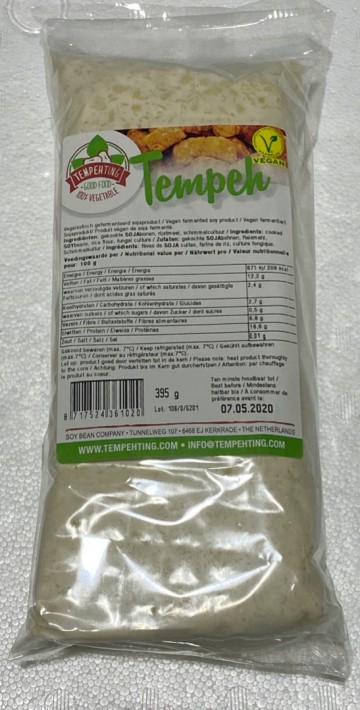 TEMPEHTING
GOOD FOOD
100% VEGETABLE
Tempeh
VEGAN
Vegetarisch gefermenteerd sojaproduct / Vegan fermented soy product / Vegan fermentiert
Sojaprodukt / Produit végan de soja fermenté.
Ingrediënten: gekookte SOJAbonen, rijstmeel, schimmelcultuur / Ingredients: cooked
SOYbeans, rice flour, fungal culture / Zutaten: gekochte SOJAbohnen, Reismehl,
Schimmelkultur / Ingrédients: fèves de SOJA cuites, farine de riz, culture fongique.
Voedingswaarde per / Nutritional value per / Nährwert pro / Valeur nutritionnelle
pour: 100 g
Energie / Energy / Energie / Énergie
Vetten / Fat / Fett / Matières grasses 12,2 g
waarvan verzadigde vetzuren / of which saturates / davon gesättigte 2,4 g
Fettsäuren / dont acides gras saturés
Koolhydraten / Carbohydrate / Kohlenhydrate / Glucides 2,7 g
waarvan suikers / of which sugars / davon Zucker / dont sucres 0,5 g
Vezels / Fibre / Ballaststoffe / Fibres alimentaires
Eiwitten / Protein / Eiweiss / Protéines
Zout / Salt / Salz / Sel 0,01 g
Gekoeld bewaren (max. 7°C) / Keep refrigerated (max. 7°C) / Gekühlt aufbewahren
(max.7°C) / Conserver au réfrigérateur (max.7°C).
Let op: product goed door verhitten tot in de kern / Please note: heat product thoroughly
to the core / Achtung: Produkt bis im Kern gut durcherhitzen / Attention: par chauffage
le produit au coeur.
8 717524 361020
395 g
Lot:
Ten minste houdbaar tot /
Best before / Mindestens
haltbar bis / À consommer de
préférence avant le:
07.05.2020
SOY BEAN COMPANY • TUNNELWEG 107 • 6468 EJ KERKRADE • THE NETHERLANDS
WWW.TEMPEHTING.COM • INFO@TEMPEHTING.COM